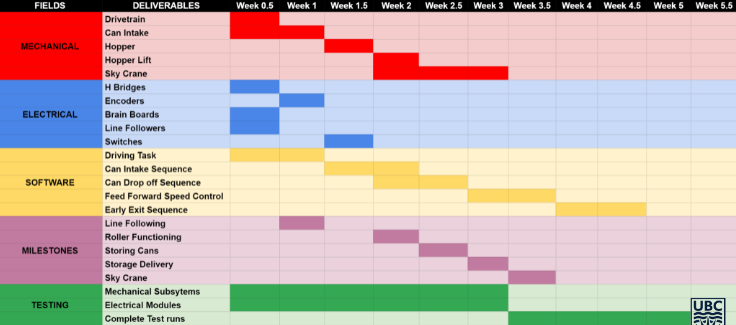 FIELDS DELIVERABLES Week 0.5 Week 1 Week 1.5 Week 2 Week 2.5 Week 3 Week 3.5 Week 4 Week 4.5 Week 5 Week 5.5
MECHANICAL
Drivetrain
Can Intake
Hopper
Hopper Lift
Sky Crane
ELECTRICAL
H Bridges
Encoders
Brain Boards
Line Followers
Switches
SOFTWARE
Driving Task
Can Intake Sequence
Can Drop off Sequence
Feed Forward Speed Control
Early Exit Sequence
MILESTONES
Line Following
Roller Functioning
Storing Cans
Storage Delivery
Sky Crane
TESTING
Mechanical Subsytems
Electrical Modules
Complete Test runs
UBC